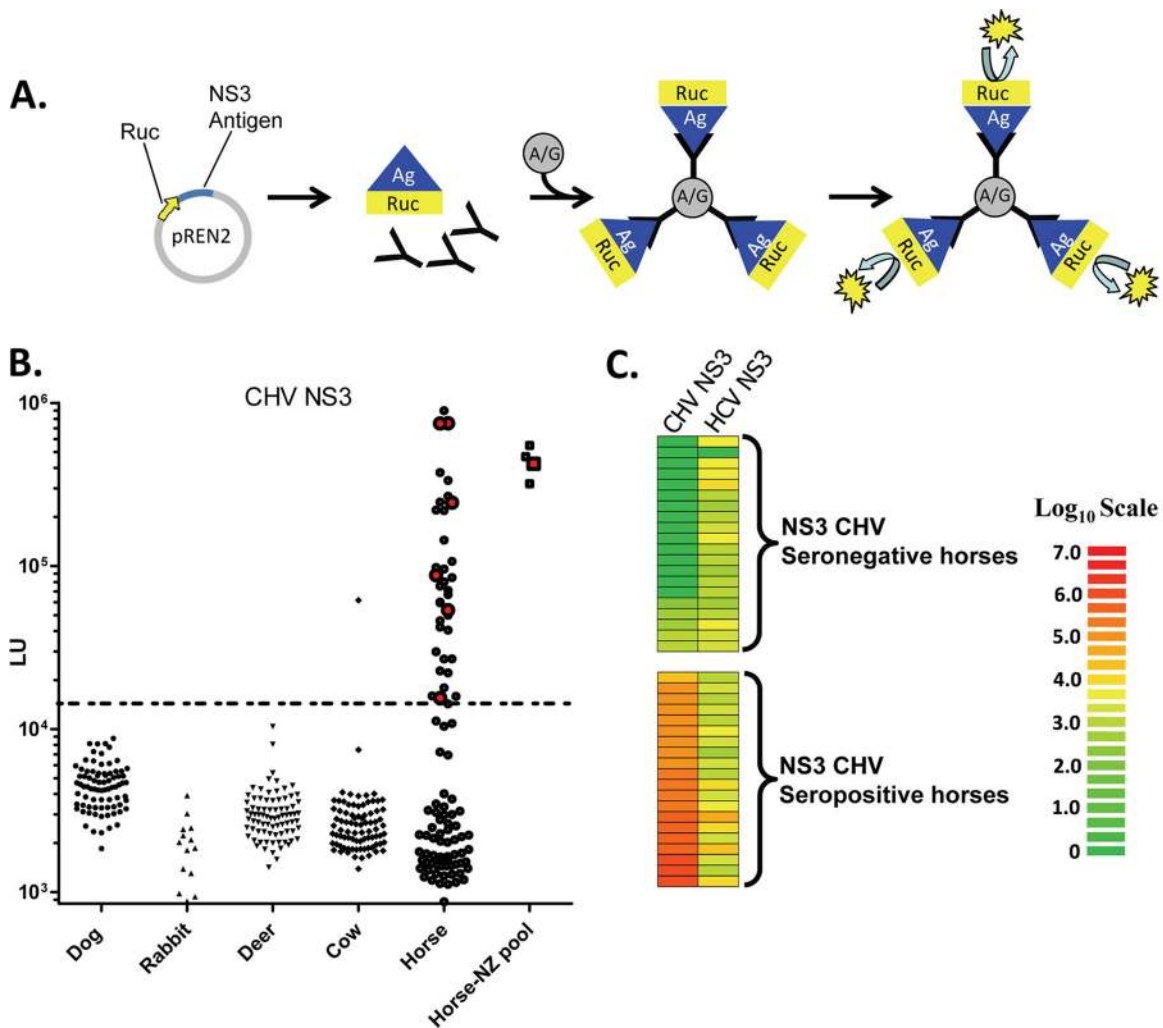 A.
Ruc
NS3
Antigen
pREN2
Ag
Ruc
A/G
Ruc
Ag
A/G
Ag
Ruc
Ag
Ruc
Ruc
Ag
A/G
Ag
Ruc
Ag
Ruc
B.
CHV NS3
LU
10⁶
10⁵
10⁴
10³
Dog
Rabbit
Deer
Cow
Horse
Horse-NZ pool
C.
CHV NS3
HCV NS3
NS3 CHV
Seronegative horses
NS3 CHV
Seropositive horses
Log₁₀ Scale
7.0
6.0
5.0
4.0
3.0
2.0
1.0
0